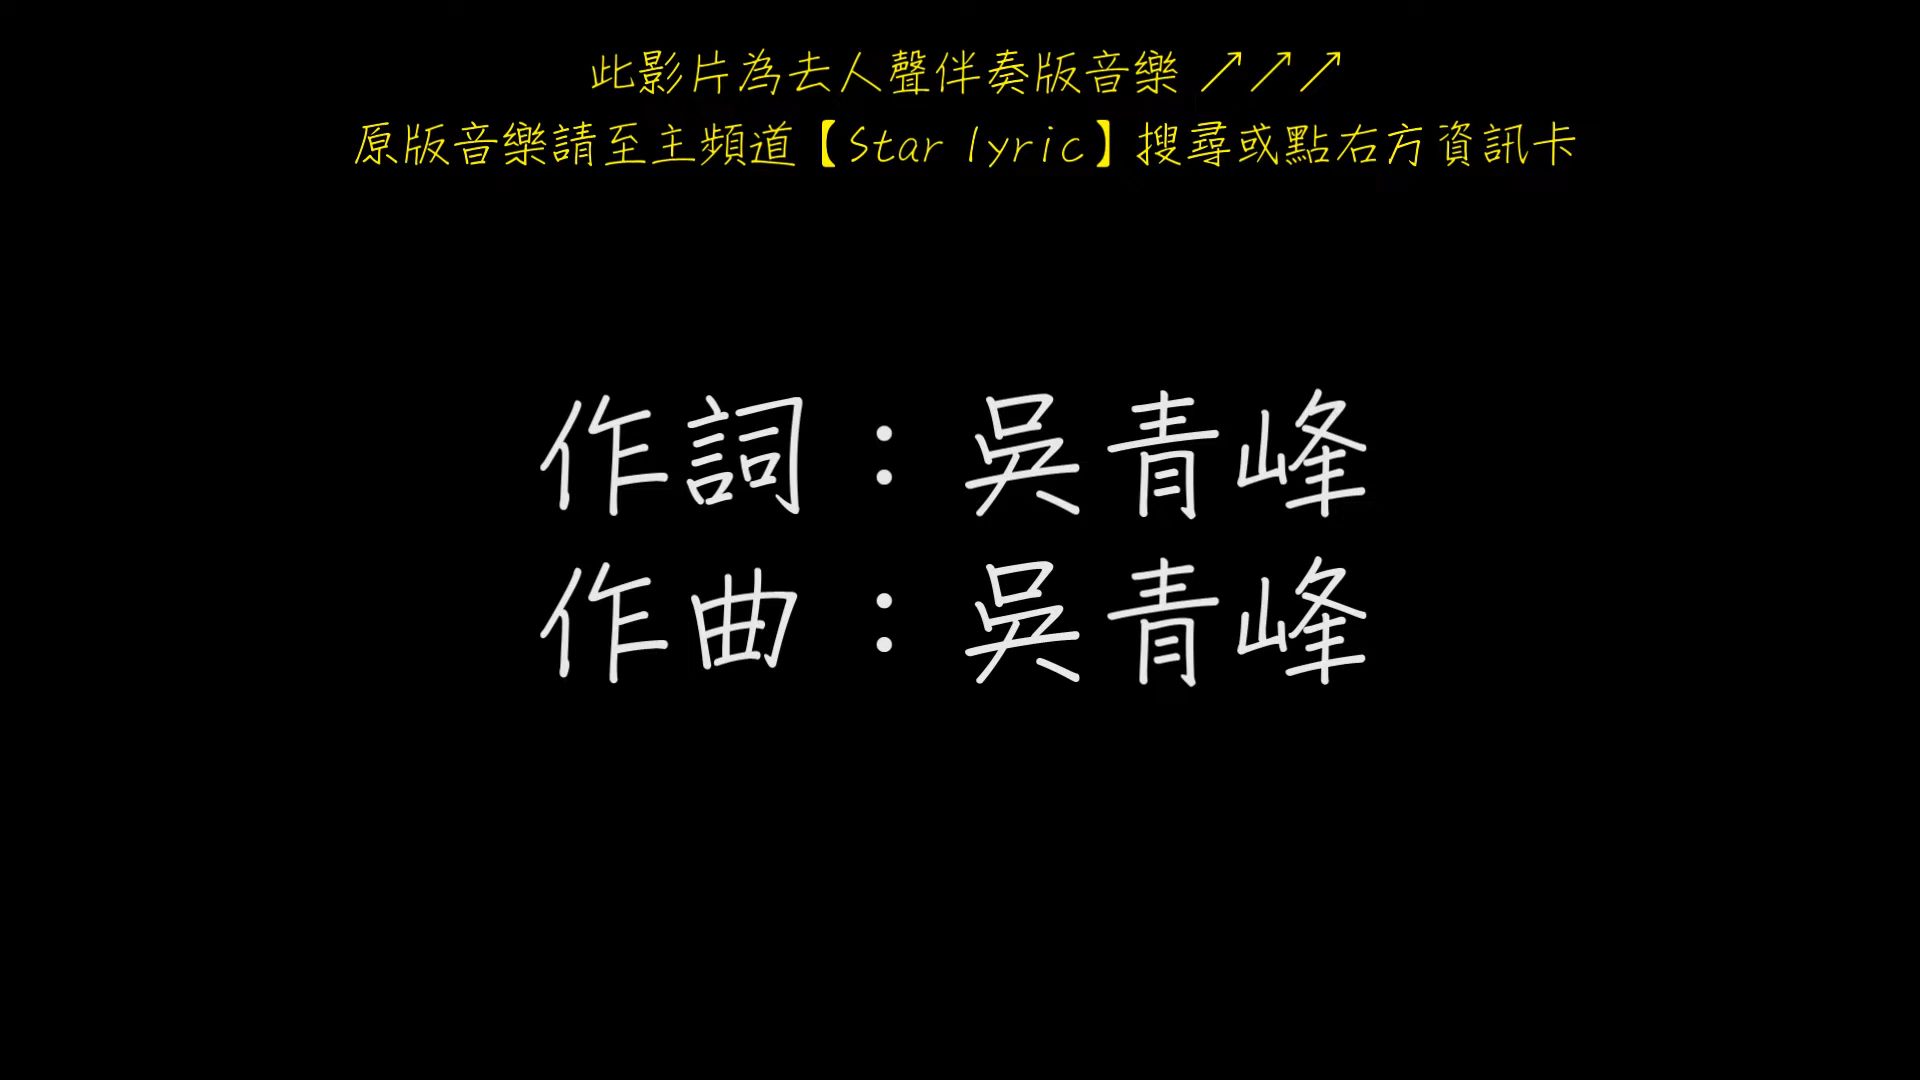 此影片為去人聲伴奏版音樂 ↗↗↗
原版音樂請至主頻道【Star lyric】搜尋或點右方資訊卡
作詞：吳青峰
作曲：吳青峰